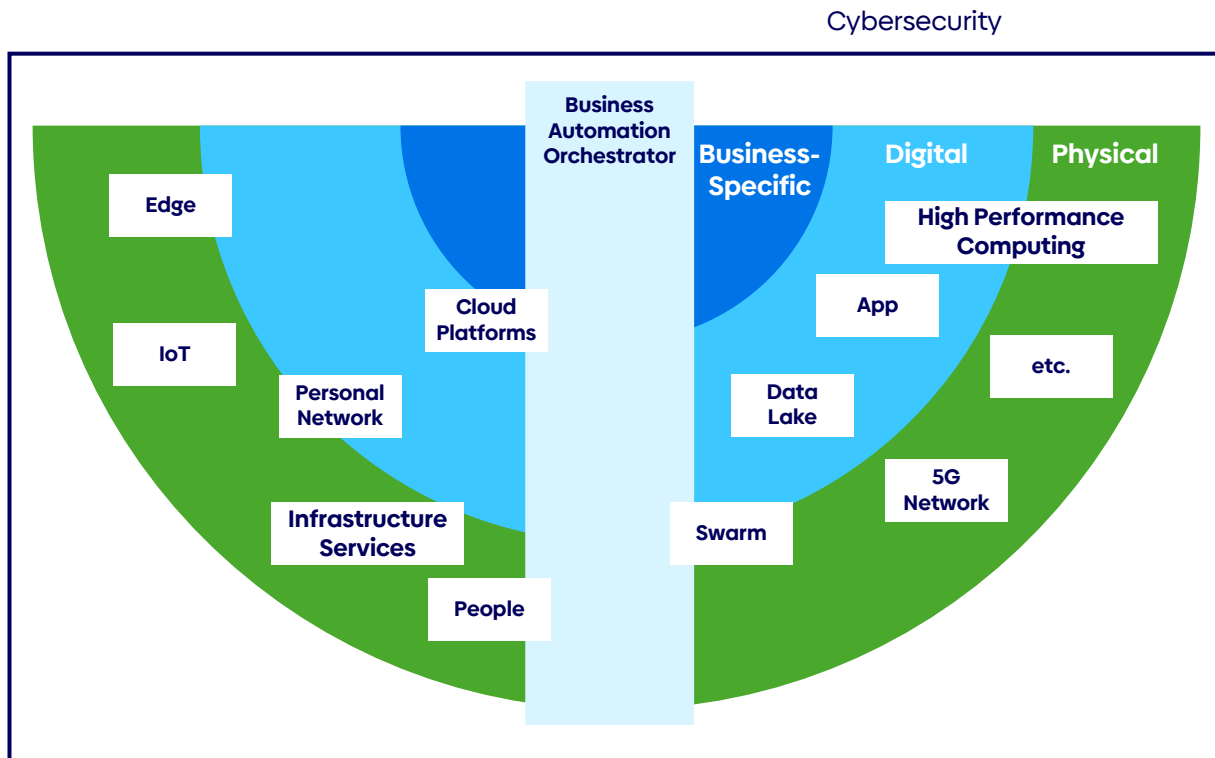 Cybersecurity
Business
Automation
Orchestrator
Business-
Specific
Digital
Physical
Edge
High Performance
Computing
App
Cloud
Platforms
IoT
etc.
Personal
Network
Data
Lake
5G
Network
Infrastructure
Services
Swarm
People